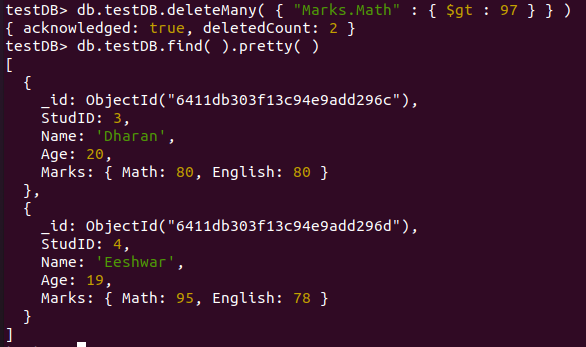 testDB> db.testDB.deleteMany( { "Marks.Math" : { $gt : 97 } } )
{ acknowledged: true, deletedCount: 2 }
testDB> db.testDB.find( ).pretty( )
[
  {
    _id: ObjectId("6411db303f13c94e9add296c"),
    StudID: 3,
    Name: 'Dharan',
    Age: 20,
    Marks: { Math: 80, English: 80 }
  },
  {
    _id: ObjectId("6411db303f13c94e9add296d"),
    StudID: 4,
    Name: 'Eeshwar',
    Age: 19,
    Marks: { Math: 95, English: 78 }
  }
]